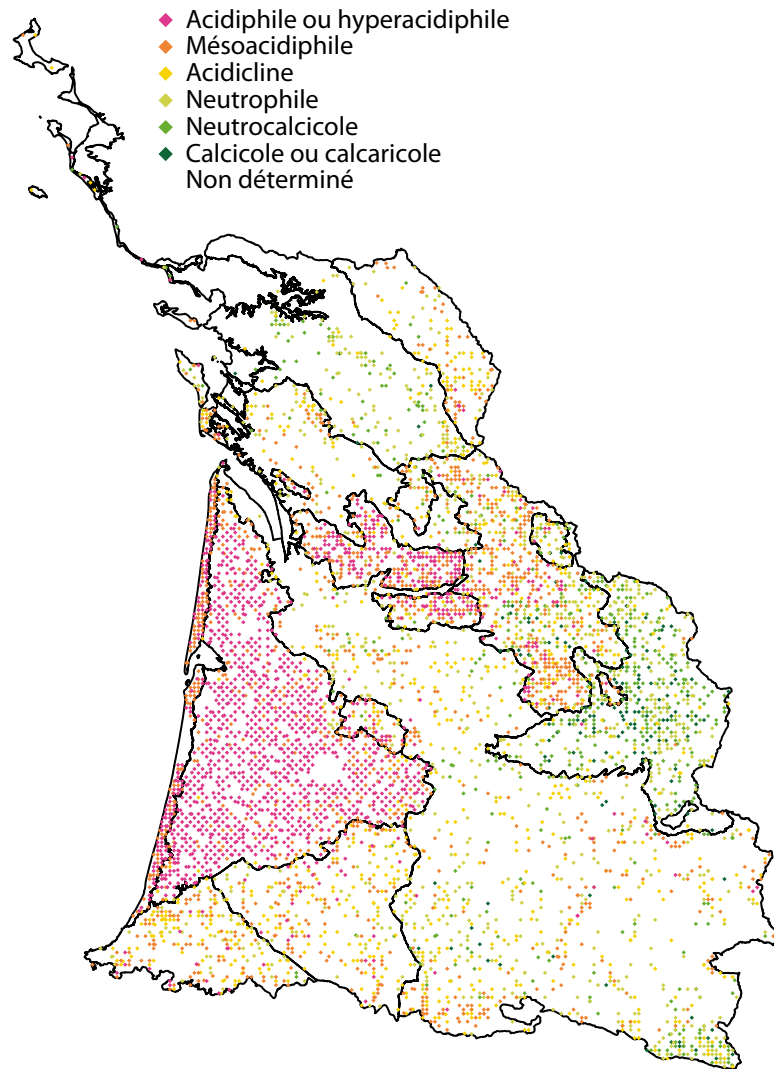 Acidiphile ou hyperacidiphile
Mésoacidiphile
Acidicline
Neutrophile
Neutrocalcicole
Calcicole ou calcaricole
Non déterminé